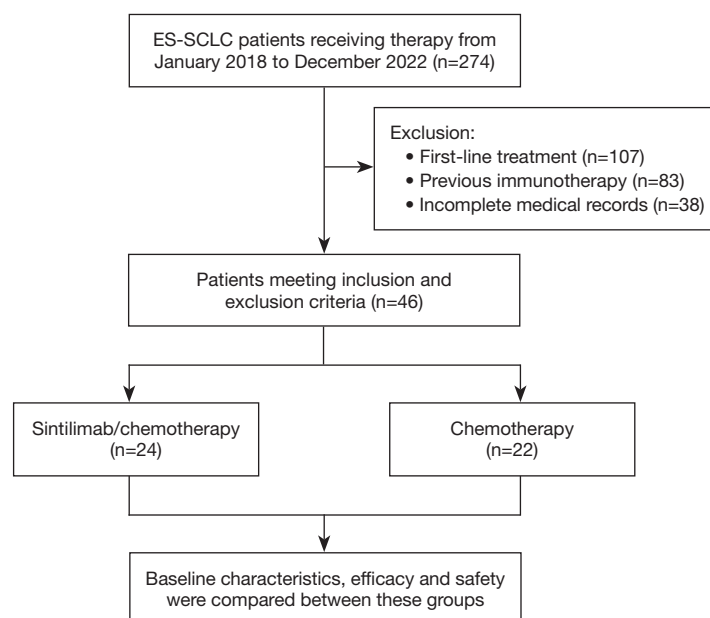 ES-SCLC patients receiving therapy from
January 2018 to December 2022 (n=274)
Exclusion:
• First-line treatment (n=107)
• Previous immunotherapy (n=83)
• Incomplete medical records (n=38)
Patients meeting inclusion and
exclusion criteria (n=46)
Sintilimab/chemotherapy
(n=24)
Chemotherapy
(n=22)
Baseline characteristics, efficacy and safety
were compared between these groups